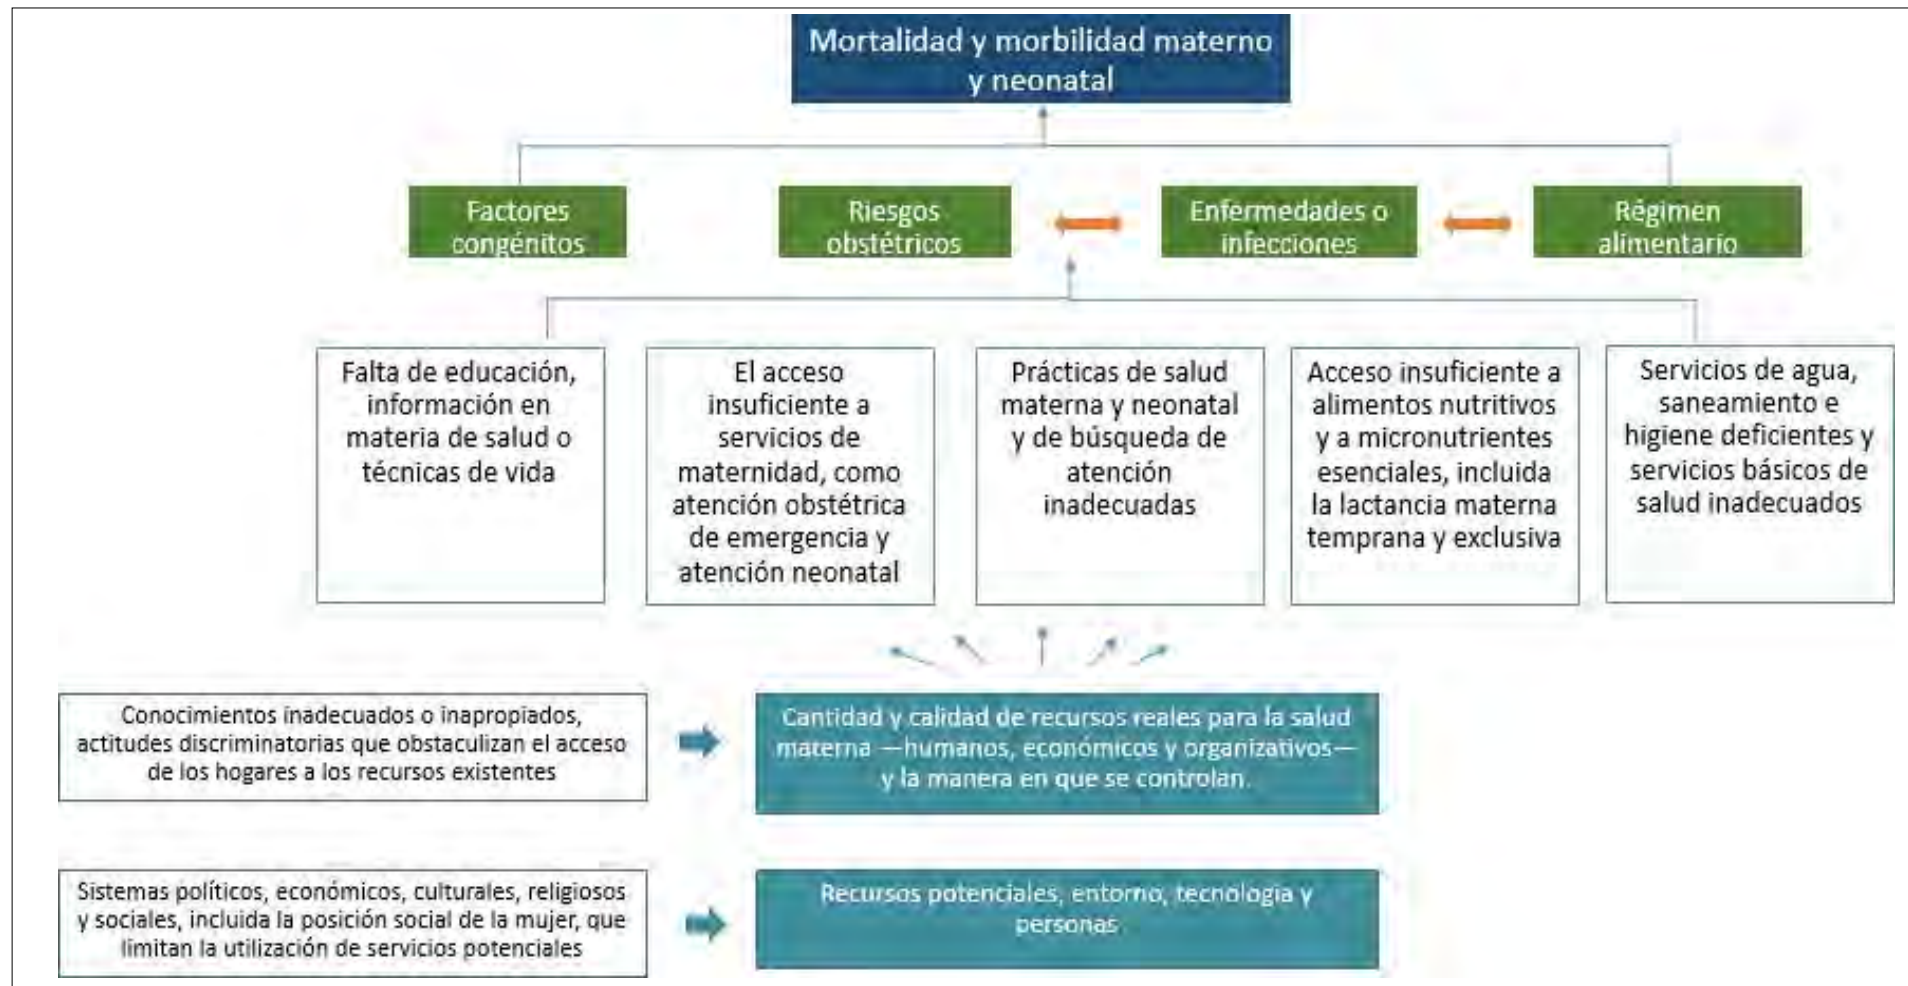 Mortalidad y morbilidad materno
y neonatal
Factores
congénitos
Riesgos
obstétricos
Enfermedades o
infecciones
Régimen
alimentario
Falta de educación,
información en
materia de salud o
técnicas de vida
El acceso
insuficiente a
servicios de
maternidad, como
atención obstétrica
de emergencia y
atención neonatal
Prácticas de salud
materna y neonatal
y de búsqueda de
atención
inadecuadas
Acceso insuficiente a
alimentos nutritivos
y a micronutrientes
esenciales, incluida
la lactancia materna
temprana y exclusiva
Servicios de agua,
saneamiento e
higiene deficientes y
servicios básicos de
salud inadecuados
Conocimientos inadecuados o inapropiados,
actitudes discriminatorias que obstaculizan el acceso
de los hogares a los recursos existentes
Cantidad y calidad de recursos reales para la salud
materna —humanos, económicos y organizativos—
y la manera en que se controlan.
Sistemas políticos, económicos, culturales, religiosos
y sociales, incluida la posición social de la mujer, que
limitan la utilización de servicios potenciales
Recursos potenciales, entorno, tecnología y
personas